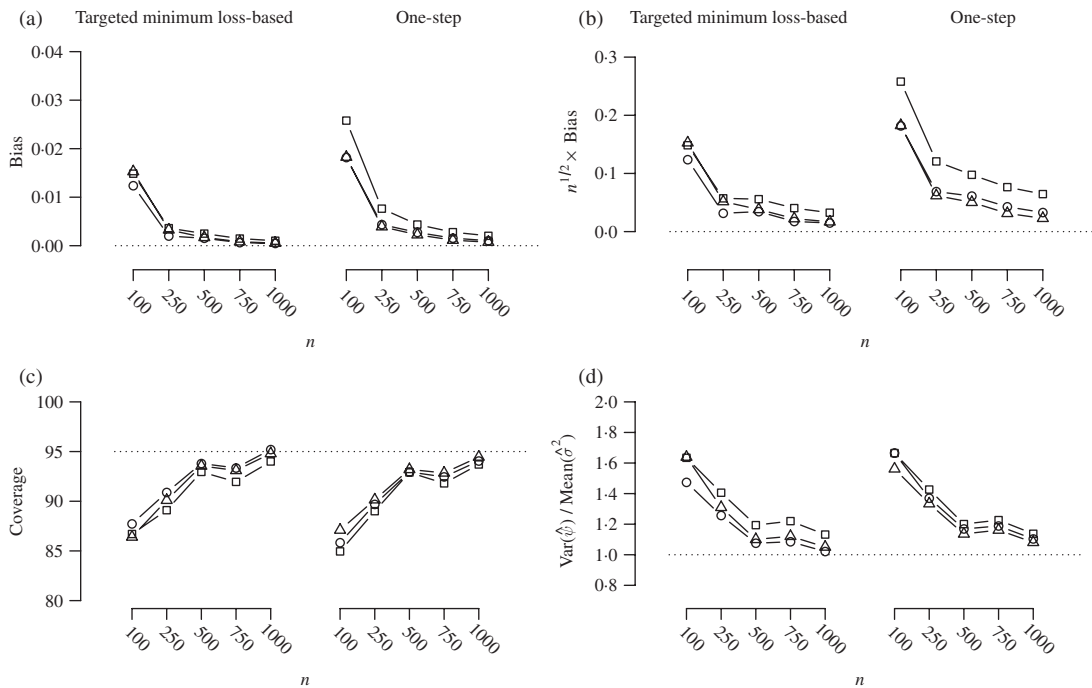 (a) Targeted minimum loss-based One-step
Bias
0·04
0·03
0·02
0·01
0·00
100 250 500 750 1000 100 250 500 750 1000
n
(b) Targeted minimum loss-based One-step
n^{1/2} × Bias
0·3
0·2
0·1
0·0
100 250 500 750 1000 100 250 500 750 1000
n
(c)
Coverage
100
95
90
85
80
100 250 500 750 1000 100 250 500 750 1000
n
(d)
Var(ψ̂) / Mean(σ̂²)
2·0
1·8
1·6
1·4
1·2
1·0
0·8
100 250 500 750 1000 100 250 500 750 1000
n